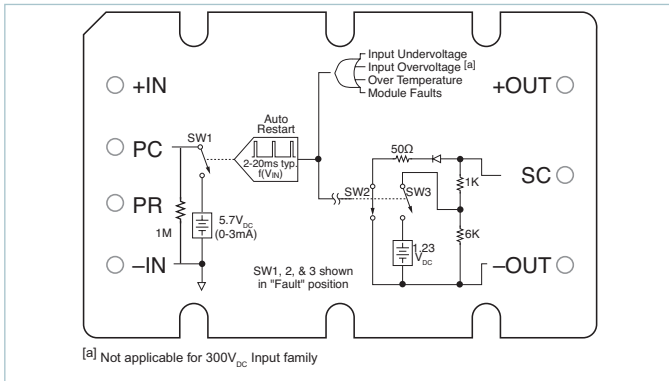 Input Undervoltage
Input Overvoltage [a]
Over Temperature
Module Faults
+IN
+OUT
Auto
Restart
PC
SW1
2-20ms typ.
f(VIN)
50Ω
SC
1K
PR
SW2
SW3
1M
5.7VDC
(0-3mA)
6K
1.23
VDC
–IN
–OUT
SW1, 2, & 3 shown
in "Fault" position
[a] Not applicable for 300VDC Input family